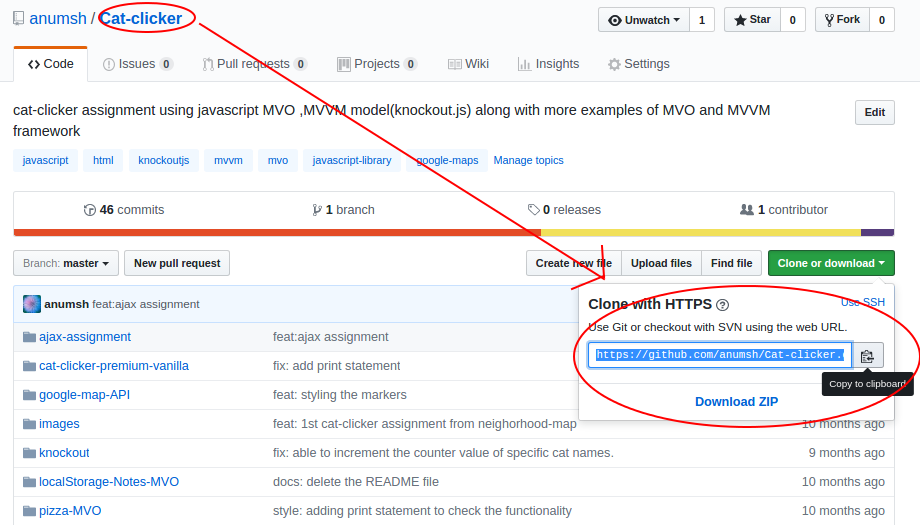 anumsh / Cat-clicker
Unwatch 1 Star 0 Fork 0
Code Issues 0 Pull requests 0 Projects 0 Wiki Insights Settings
cat-clicker assignment using javascript MVO ,MVVM model(knockout.js) along with more examples of MVO and MVVM
framework
Edit
javascript html knockoutjs mvvm mvo javascript-library google-maps Manage topics
46 commits 1 branch 0 releases 1 contributor
Branch: master New pull request Create new file Upload files Find file Clone or download
anumsh feat:ajax assignment
Clone with HTTPS ? Use SSH
Use Git or checkout with SVN using the web URL.
https://github.com/anumsh/Cat-clicker.
Copy to clipboard
Download ZIP
ajax-assignment feat:ajax assignment
cat-clicker-premium-vanilla fix: add print statement
google-map-API feat: styling the markers
images feat: 1st cat-clicker assignment from neighorhood-map 10 months ago
knockout fix: able to increment the counter value of specific cat names. 9 months ago
localStorage-Notes-MVO docs: delete the README file 10 months ago
pizza-MVO style: adding print statement to check the functionality 10 months ago